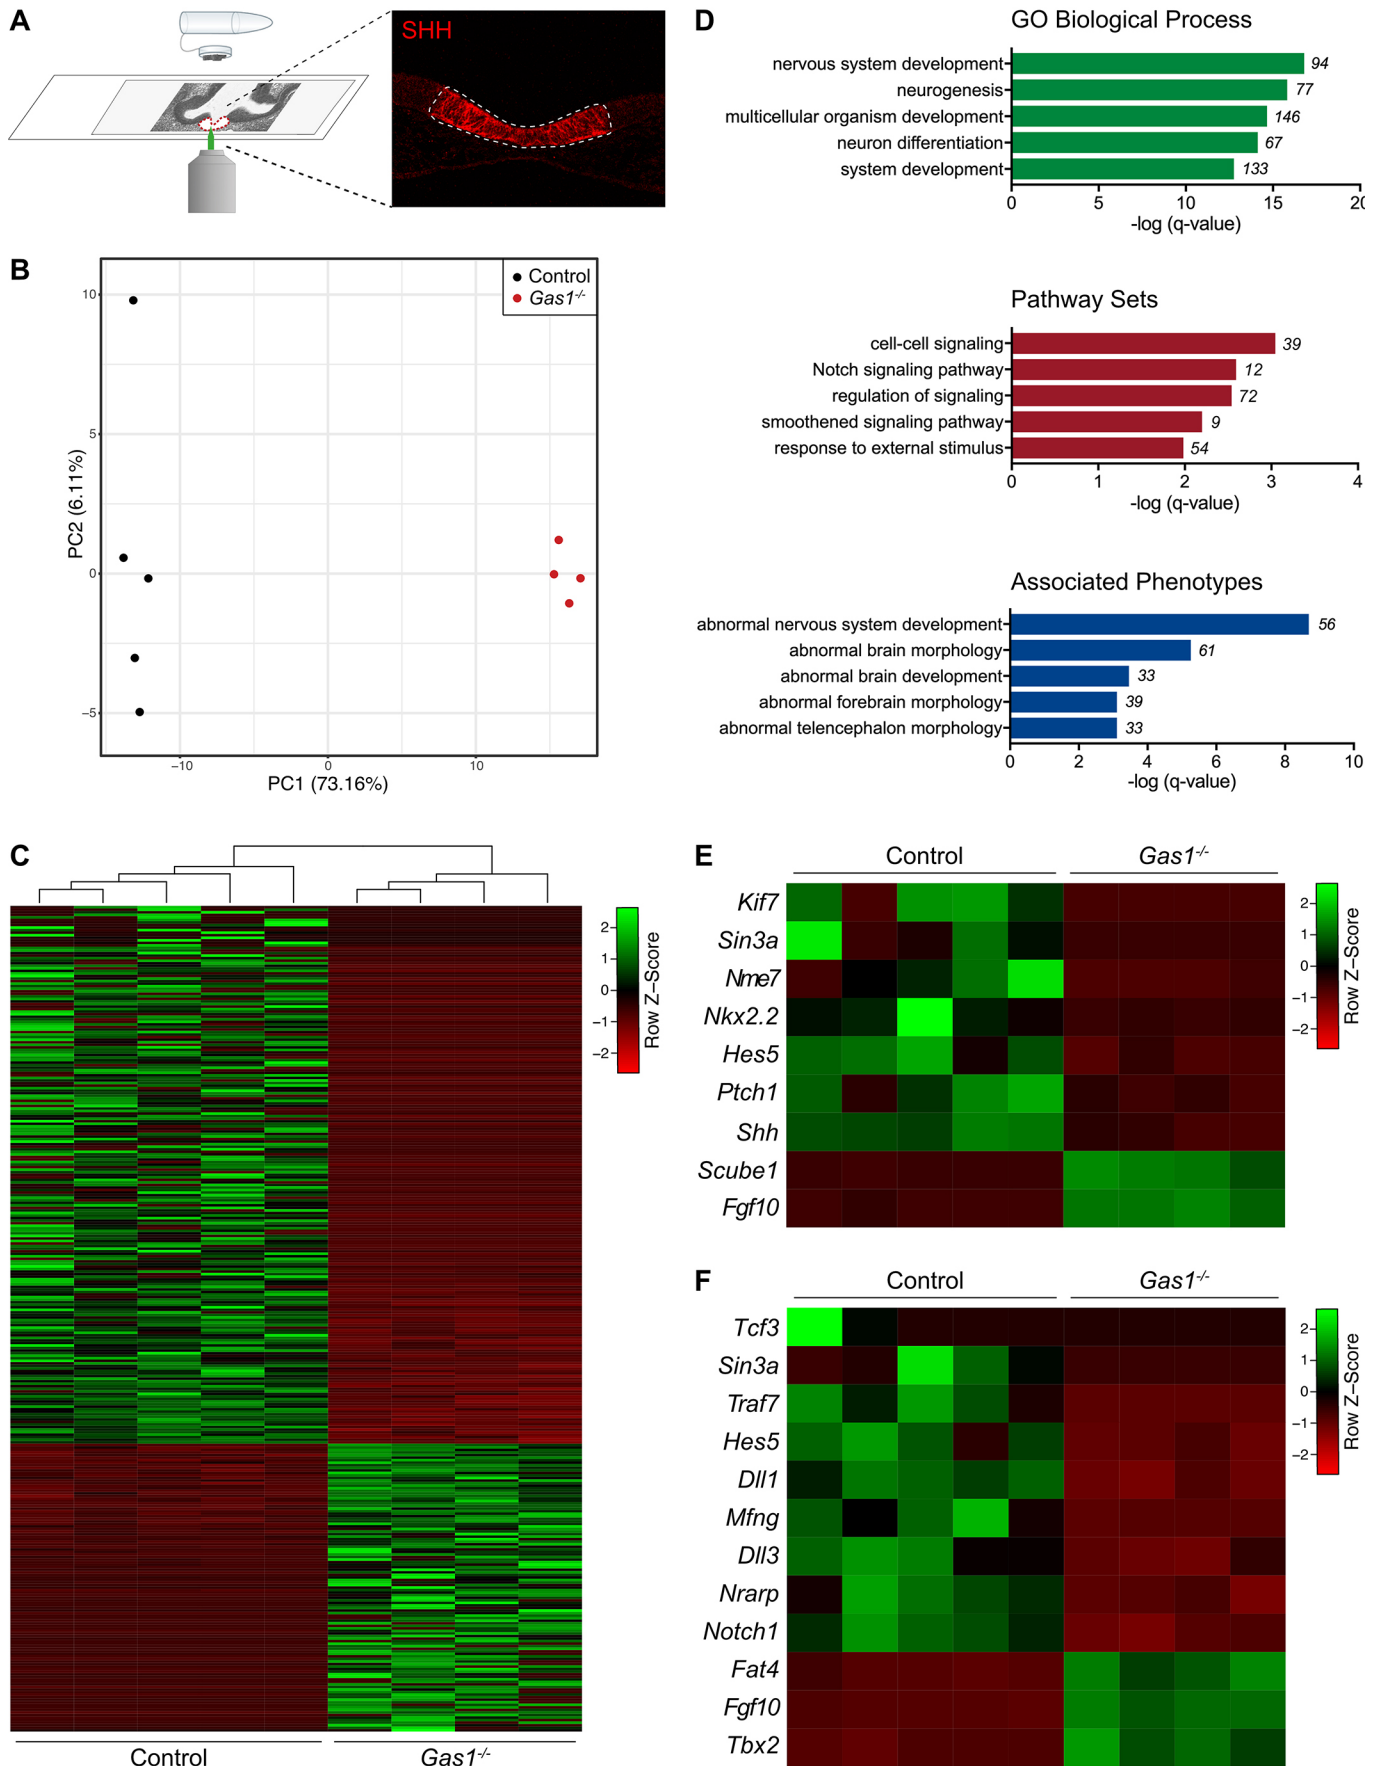 A
SHH
B
10
5
0
−5
−10
0
10
PC2 (6.11%)
PC1 (73.16%)
Control
Gas1-/-
C
2
1
0
−1
−2
Row Z−Score
Control
Gas1-/-
D
GO Biological Process
nervous system development
94
neurogenesis
77
multicellular organism development
146
neuron differentiation
67
system development
133
0
5
10
15
20
-log (q-value)
Pathway Sets
cell-cell signaling
39
Notch signaling pathway
12
regulation of signaling
72
smoothened signaling pathway
9
response to external stimulus
54
0
1
2
3
4
-log (q-value)
Associated Phenotypes
abnormal nervous system development
56
abnormal brain morphology
61
abnormal brain development
33
abnormal forebrain morphology
39
abnormal telencephalon morphology
33
0
2
4
6
8
10
-log (q-value)
E
Control
Gas1-/-
Kif7
Sin3a
Nme7
Nkx2.2
Hes5
Ptch1
Shh
Scube1
Fgf10
2
1
0
−1
−2
Row Z−Score
F
Control
Gas1-/-
Tcf3
Sin3a
Traf7
Hes5
Dll1
Mfng
Dll3
Nrarp
Notch1
Fat4
Fgf10
Tbx2
2
1
0
−1
−2
Row Z−Score